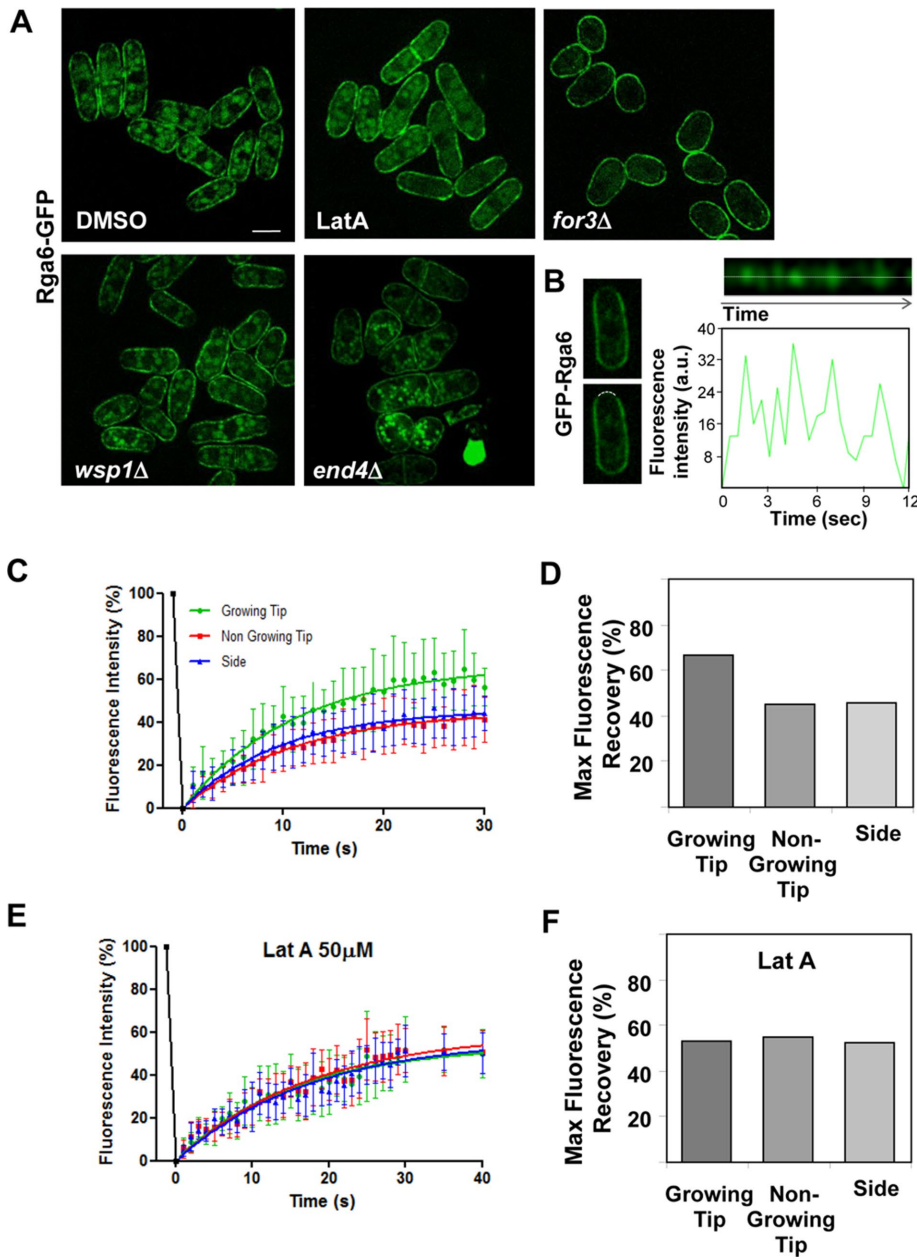 A
Rga6-GFP
DMSO
LatA
for3Δ
wsp1Δ
end4Δ
B
GFP-Rga6
Time
Fluorescence
intensity (a.u.)
40
32
24
16
8
0 3 6 9 12
Time (sec)
C
Fluorescence Intensity (%)
100
80
60
40
20
0
Growing Tip
Non Growing Tip
Side
0 10 20 30
Time (s)
D
Max Fluorescence
Recovery (%)
80
60
40
20
Growing
Tip
Non-
Growing
Tip
Side
E
Lat A 50μM
Fluorescence Intensity (%)
100
80
60
40
20
0
0 10 20 30 40
Time (s)
F
Lat A
Max Fluorescence
Recovery (%)
80
60
40
20
Growing
Tip
Non-
Growing
Tip
Side